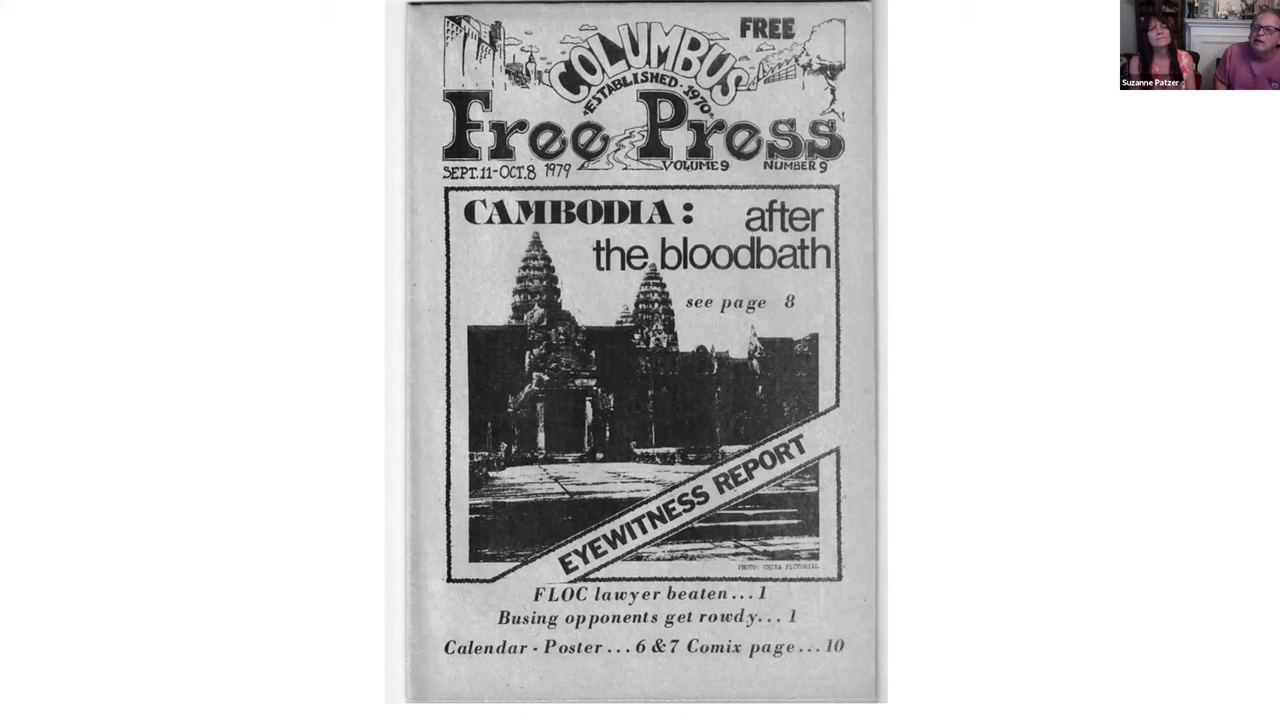 FREE
COLUMBUS
ESTABLISHED · 1970
Free Press
SEPT. 11-OCT. 8 1979 VOLUME 9 NUMBER 9
CAMBODIA: after
the bloodbath
see page 8
EYEWITNESS REPORT
PHOTO: CHINA PICTORIAL
FLOC lawyer beaten...1
Busing opponents get rowdy...1
Calendar - Poster...6 & 7 Comix page...10
Suzanne Patzer